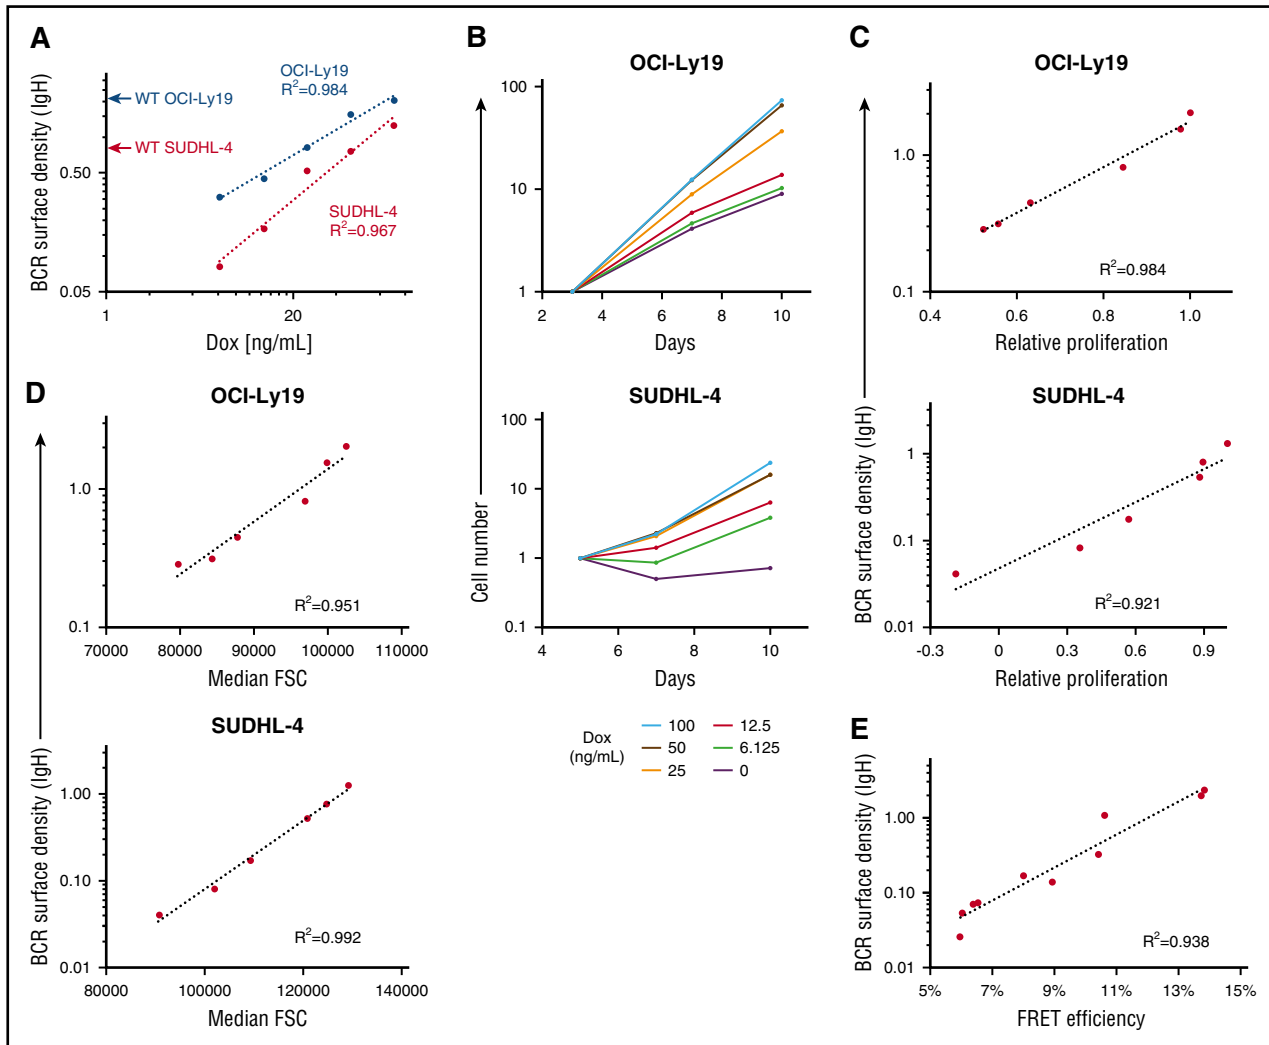 A
BCR surface density (IgH)
0.50
0.05
WT OCI-Ly19
WT SUDHL-4
OCI-Ly19
R2=0.984
SUDHL-4
R2=0.967
1
20
Dox [ng/mL]
B
OCI-Ly19
100
10
1
2
4
6
8
10
Days
Cell number
SUDHL-4
100
10
1
0.1
4
6
8
10
Days
Dox
(ng/mL)
100
50
25
12.5
6.125
0
C
OCI-Ly19
1.0
0.1
R2=0.984
0.4
0.6
0.8
1.0
Relative proliferation
BCR surface density (IgH)
SUDHL-4
1
0.1
0.01
R2=0.921
-0.3
0
0.3
0.6
0.9
Relative proliferation
D
OCI-Ly19
1.0
0.1
R2=0.951
70000
80000
90000
100000
110000
Median FSC
BCR surface density (IgH)
SUDHL-4
1.00
0.10
0.01
R2=0.992
80000
100000
120000
140000
Median FSC
E
BCR surface density (IgH)
1.00
0.10
0.01
R2=0.938
5%
7%
9%
11%
13%
15%
FRET efficiency